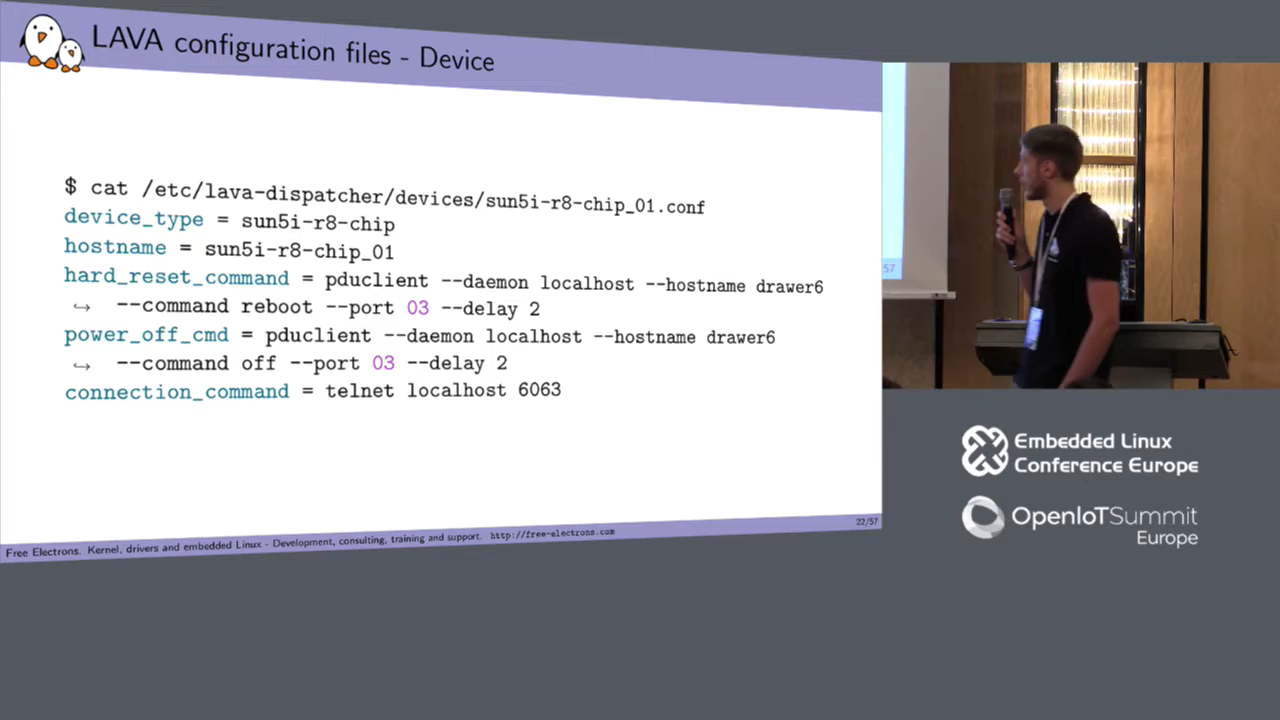 LAVA configuration files - Device
$ cat /etc/lava-dispatcher/devices/sun5i-r8-chip_01.conf
device_type = sun5i-r8-chip
hostname = sun5i-r8-chip_01
hard_reset_command = pduclient --daemon localhost --hostname drawer6
↪ --command reboot --port 03 --delay 2
power_off_cmd = pduclient --daemon localhost --hostname drawer6
↪ --command off --port 03 --delay 2
connection_command = telnet localhost 6063
22/57
Free Electrons. Kernel, drivers and embedded Linux - Development, consulting, training and support. http://free-electrons.com
57
Embedded Linux
Conference Europe
OpenIoTSummit
Europe